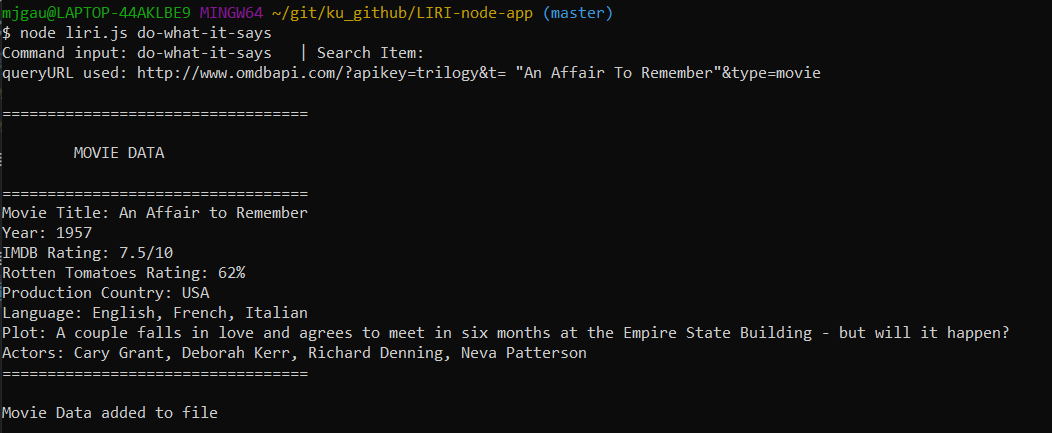 mjgau@LAPTOP-44AKLBE9 MINGW64 ~/git/ku_github/LIRI-node-app (master)
$ node liri.js do-what-it-says
Command input: do-what-it-says   | Search Item:
queryURL used: http://www.omdbapi.com/?apikey=trilogy&t= "An Affair To Remember"&type=movie
==================================
MOVIE DATA
==================================
Movie Title: An Affair to Remember
Year: 1957
IMDB Rating: 7.5/10
Rotten Tomatoes Rating: 62%
Production Country: USA
Language: English, French, Italian
Plot: A couple falls in love and agrees to meet in six months at the Empire State Building - but will it happen?
Actors: Cary Grant, Deborah Kerr, Richard Denning, Neva Patterson
==================================
Movie Data added to file